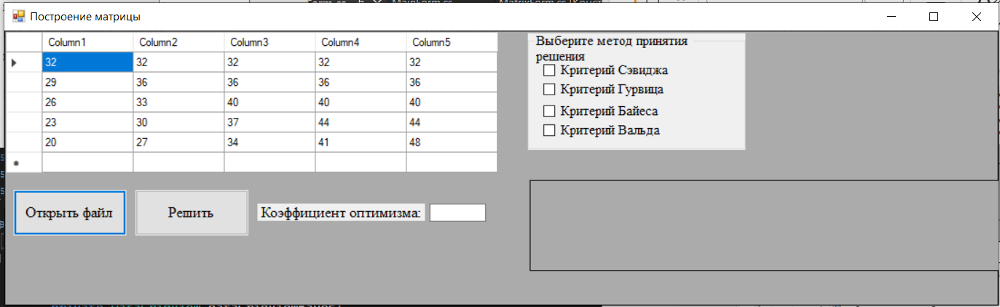 MainForm.cs
Построение матрицы
Column1 Column2 Column3 Column4 Column5
32 32 32 32 32
29 36 36 36 36
26 33 40 40 40
23 30 37 44 44
20 27 34 41 48
Выберите метод принятия
решения
Критерий Сэвиджа
Критерий Гурвица
Критерий Байеса
Критерий Вальда
Открыть файл
Решить
Коэффициент оптимизма: